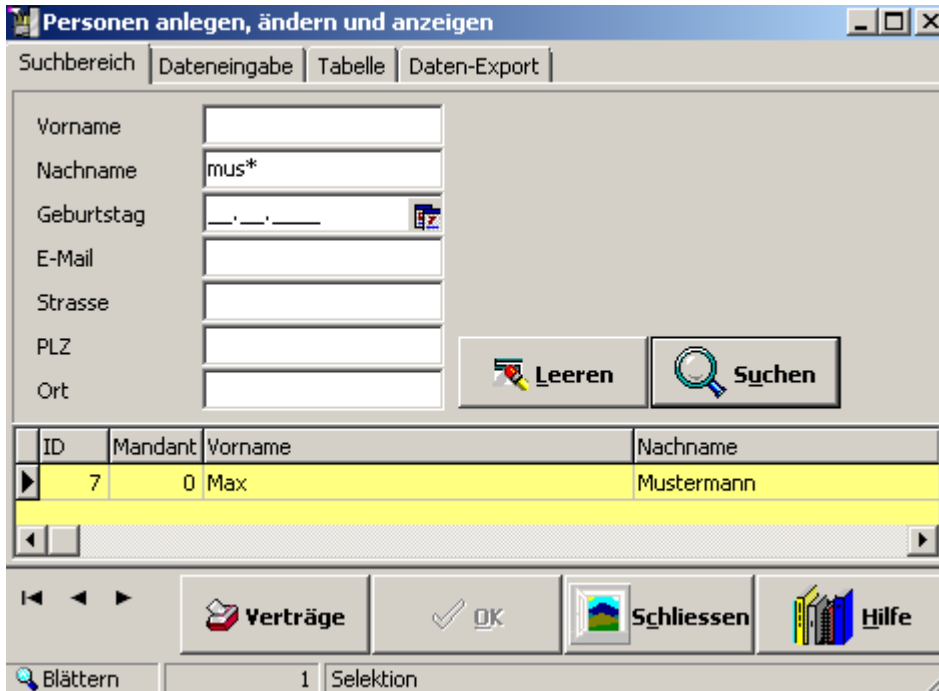 Personen anlegen, ändern und anzeigen
Suchbereich Dateneingabe Tabelle Daten-Export
Vorname
Nachname mus*
Geburtstag __.__.____
E-Mail
Strasse
PLZ
Ort
Leeren Suchen
ID Mandant Vorname Nachname
7 0 Max Mustermann
Verträge OK Schliessen Hilfe
Blättern 1 Selektion